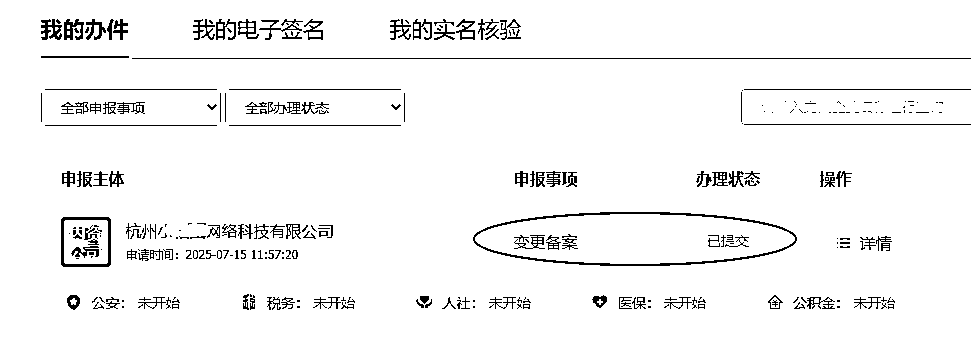 我的办件 我的电子签名 我的实名核验
全部申报事项 全部办理状态
申报主体 申报事项 办理状态 操作
杭州 网络科技有限公司 变更备案 已提交 详情
申请时间：2025-07-15 11:57:20
公安： 未开始 税务： 未开始 人社： 未开始 医保： 未开始 公积金： 未开始